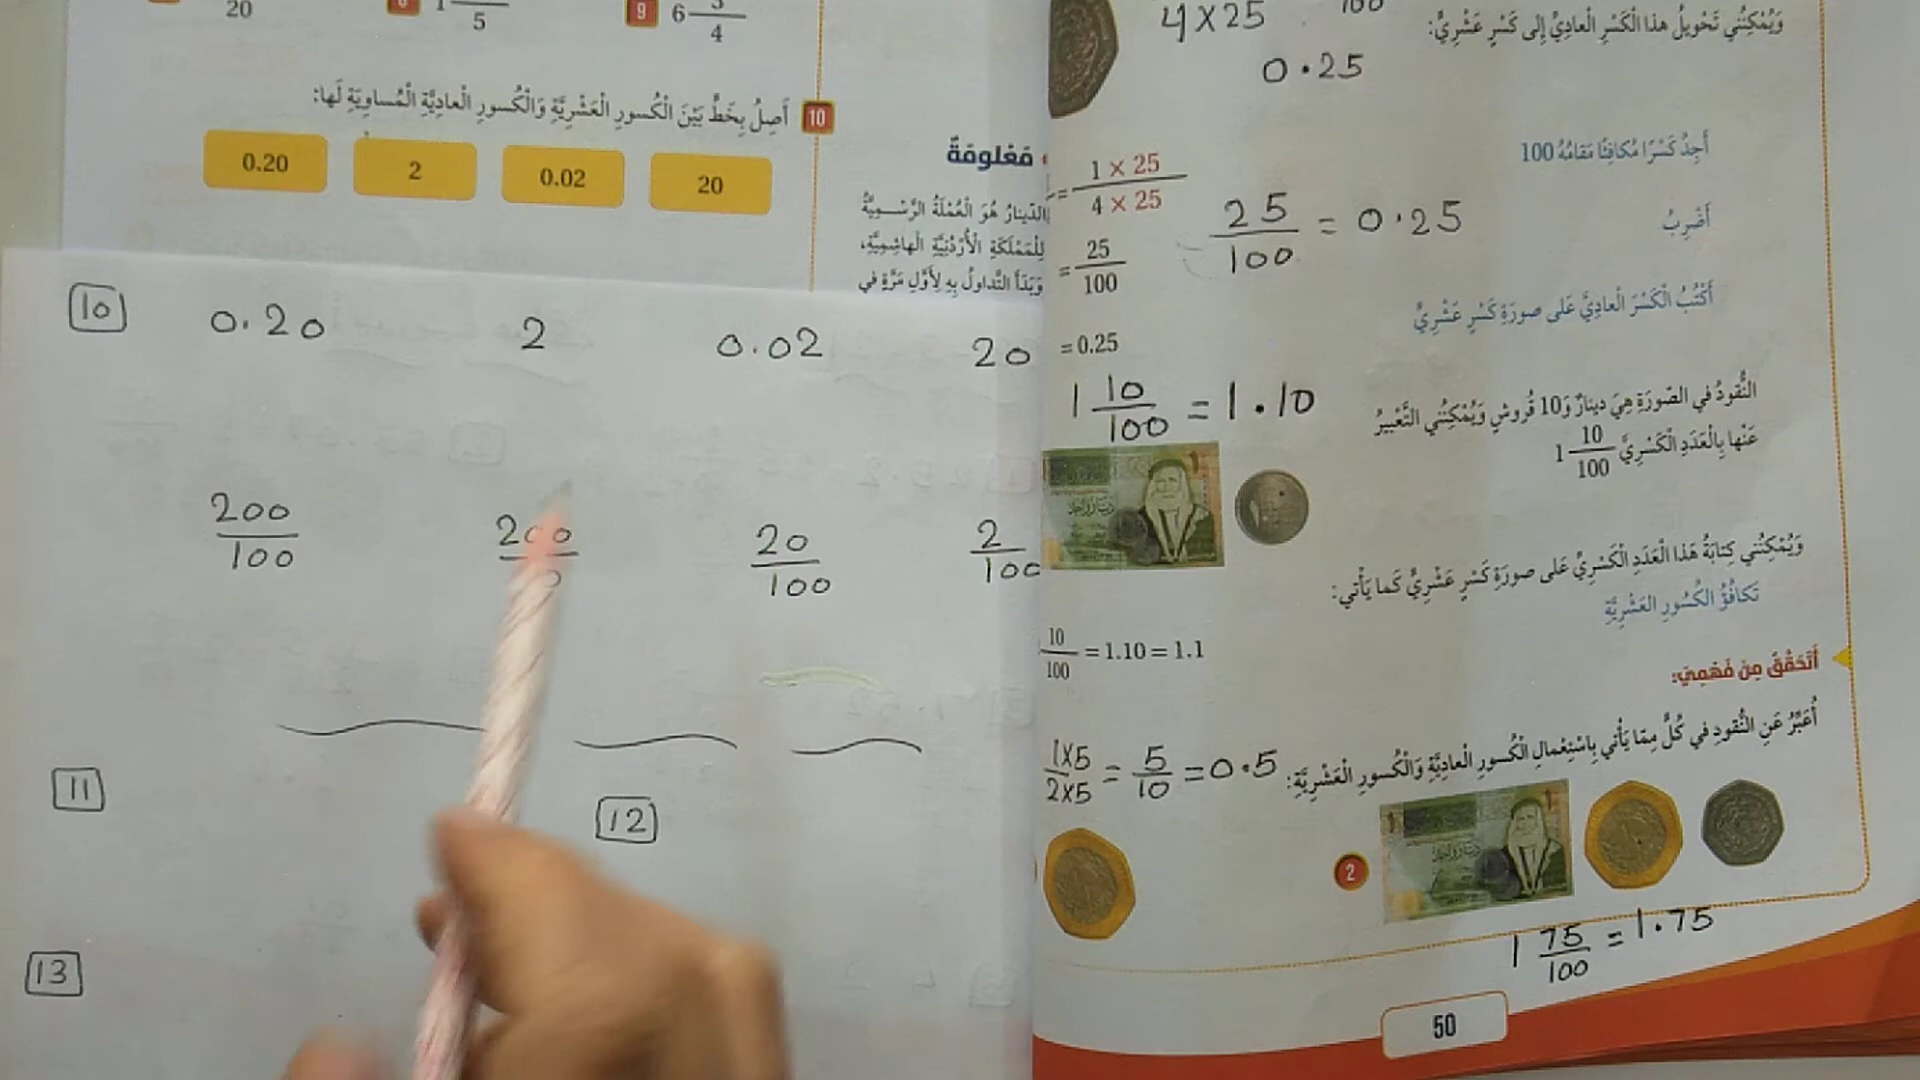 20
8 1 5
9 6 3/4
10 أَصِلُ بِخَطٍّ بَيْنَ الْكُسورِ الْعَشْرِيَّةِ وَالْكُسورِ الْعادِيَّةِ الْمُساوِيَةِ لَها:
0.20 2 0.02 20
مَعْلومَةٌ
الدّينارُ هُوَ الْعُمْلَةُ الرَّسْـمِيَّةُ
لِلْمَمْلَكَةِ الْأُرْدُنِيَّةِ الْهاشِمِيَّةِ،
وَبَدَأَ التَّداوُلُ بِهِ لِأَوَّلِ مَرَّةٍ في
10 0.20 2 0.02 20
200/100 20/100 2/100
11
12
13
4 × 25 100
وَيُمْكِنُني تَحْويلُ هذا الْكَسْرِ الْعادِيِّ إِلى كَسْرٍ عَشْرِيٍّ:
0.25
أَجِدُ كَسْرًا مُكافِئًا مَقامُهُ 100
= 1 × 25 / 4 × 25
أَضْرِبُ
= 25/100
25/100 = 0.25
أَكْتُبُ الْكَسْرَ الْعادِيَّ عَلى صورَةِ كَسْرٍ عَشْرِيٍّ
= 0.25
1 10/100 = 1.10
النُّقودُ في الصّورَةِ هِيَ دينارٌ وَ10 قُروشٍ وَيُمْكِنُني التَّعْبيرُ
عَنْها بِالْعَدَدِ الْكَسْرِيِّ 1 10/100
وَيُمْكِنُني كِتابَةُ هَذا الْعَدَدِ الْكَسْرِيِّ عَلى صورَةِ كَسْرٍ عَشْرِيٍّ كَما يَأْتي:
تَكافُؤُ الْكُسُورِ الْعَشْرِيَّةِ
10/100 = 1.10 = 1.1
أَتَحَقَّقُ مِنْ فَهْمِيَ:
أُعَبِّرُ عَنِ النُّقودِ في كُلٍّ مِمّا يَأْتي بِاسْتِعْمالِ الْكُسورِ الْعادِيَّةِ وَالْكُسورِ الْعَشْرِيَّةِ:
1×5/2×5 = 5/10 = 0.5
2
1 75/100 = 1.75
50